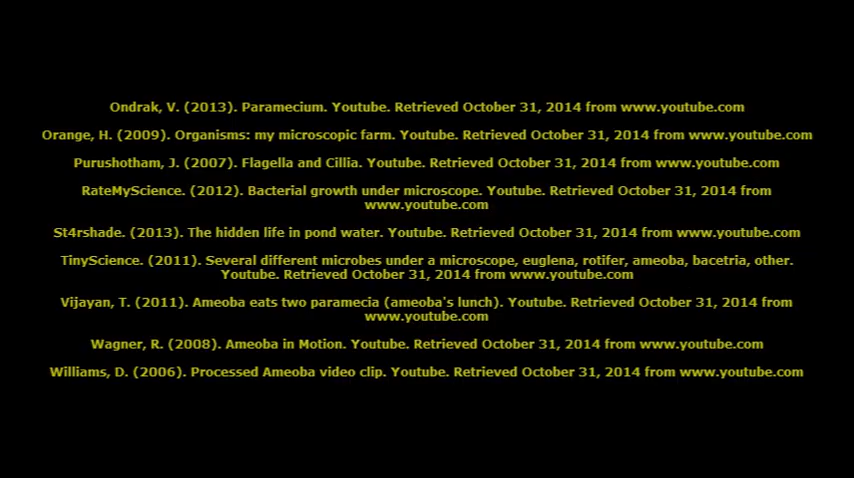 Ondrak, V. (2013). Paramecium. Youtube. Retrieved October 31, 2014 from www.youtube.com
Orange, H. (2009). Organisms: my microscopic farm. Youtube. Retrieved October 31, 2014 from www.youtube.com
Purushotham, J. (2007). Flagella and Cillia. Youtube. Retrieved October 31, 2014 from www.youtube.com
RateMyScience. (2012). Bacterial growth under microscope. Youtube. Retrieved October 31, 2014 from
www.youtube.com
St4rshade. (2013). The hidden life in pond water. Youtube. Retrieved October 31, 2014 from www.youtube.com
TinyScience. (2011). Several different microbes under a microscope, euglena, rotifer, ameoba, bacetria, other.
Youtube. Retrieved October 31, 2014 from www.youtube.com
Vijayan, T. (2011). Ameoba eats two paramecia (ameoba's lunch). Youtube. Retrieved October 31, 2014 from
www.youtube.com
Wagner, R. (2008). Ameoba in Motion. Youtube. Retrieved October 31, 2014 from www.youtube.com
Williams, D. (2006). Processed Ameoba video clip. Youtube. Retrieved October 31, 2014 from www.youtube.com